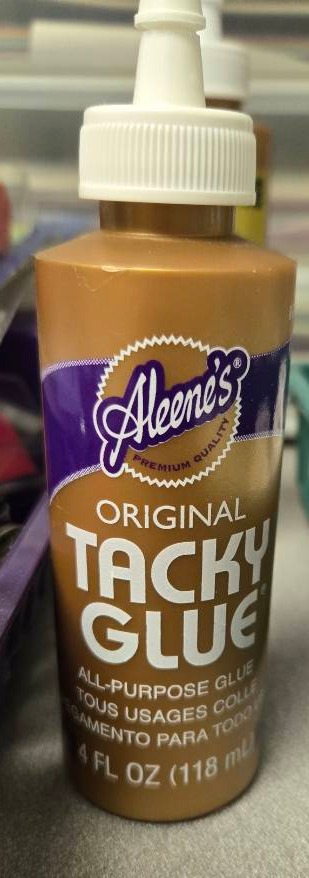 Aleene's®
PREMIUM QUALITY
ORIGINAL
TACKY
GLUE®
ALL-PURPOSE GLUE
TOUS USAGES COLLE
PARA TODO
4 FL OZ (118 mL)